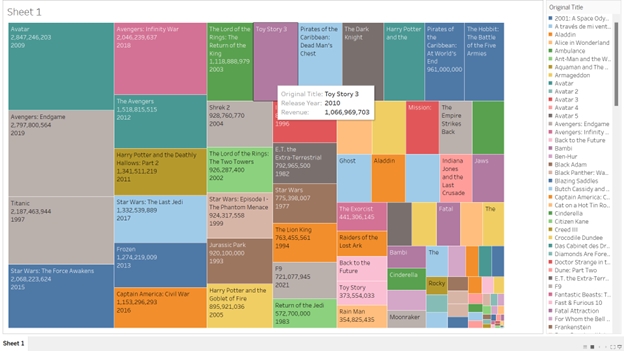 Sheet 1
Avatar
2,847,246,203
2009
Avengers: Endgame
2,797,800,564
2019
Titanic
2,187,463,944
1997
Star Wars: The Force Awakens
2,068,223,624
2015
Avengers: Infinity War
2,046,239,637
2018
The Avengers
1,518,815,515
2012
Harry Potter and the Deathly
Hallows: Part 2
1,341,511,219
2011
Star Wars: The Last Jedi
1,332,539,889
2017
Frozen
1,274,219,009
2013
Captain America: Civil War
1,153,296,293
2016
The Lord of the
Rings: The
Return of the
King
1,118,888,979
2003
Shrek 2
928,760,770
2004
The Lord of the Rings:
The Two Towers
926,287,400
2002
Star Wars: Episode I -
The Phantom Menace
924,317,558
1999
Jurassic Park
920,100,000
1993
Harry Potter and the
Goblet of Fire
895,921,036
2005
Toy Story 3
Pirates of the
Caribbean:
Dead Man's
Chest
The Dark
Knight
Harry Potter
and the
Pirates of
the
Caribbean:
At World's
End
961,000,000
The Hobbit:
The Battle
of the Five
Armies
Original Title: Toy Story 3
Release Year: 2010
Revenue: 1,066,969,703
1996
E.T. the
Extra-Terrestrial
792,965,500
1982
Star Wars
775,398,007
1977
The Lion King
763,455,561
1994
F9
721,077,945
2021
Return of the Jedi
572,700,000
1983
Mission:
The
Empire
Strikes
Back
Ghost
Aladdin
Indiana
Jones and
the Last
Crusade
Jaws
The Exorcist
441,306,145
Raiders of the
Lost Ark
Back to the
Future
Toy Story
373,554,033
Rain Man
354,825,435
Fatal
The
Bambi
The
Cinderella
Rocky
Moonraker
Original Title
2001: A Space Ody...
A través de mi vent...
Aladdin
Alice in Wonderland
Ambulance
Ant-Man and the W...
Aquaman and The ...
Armageddon
Avatar
Avatar 2
Avatar 3
Avatar 4
Avatar 5
Avengers: Endgame
Avengers: Infinity ...
Back to the Future
Bambi
Ben-Hur
Black Adam
Black Panther: Wa...
Blazing Saddles
Butch Cassidy and ...
Captain America: C...
Cat on a Hot Tin Ro...
Cinderella
Citizen Kane
Creed III
Crocodile Dundee
Das Cabinet des Dr...
Diamonds Are Fore...
Doctor Strange in t...
Dune: Part Two
E.T. the Extra-Terr...
F9
Fantastic Beasts: T...
Fast & Furious 10
Fatal Attraction
For Whom the Bell ...
Frankenstein
Sheet 1